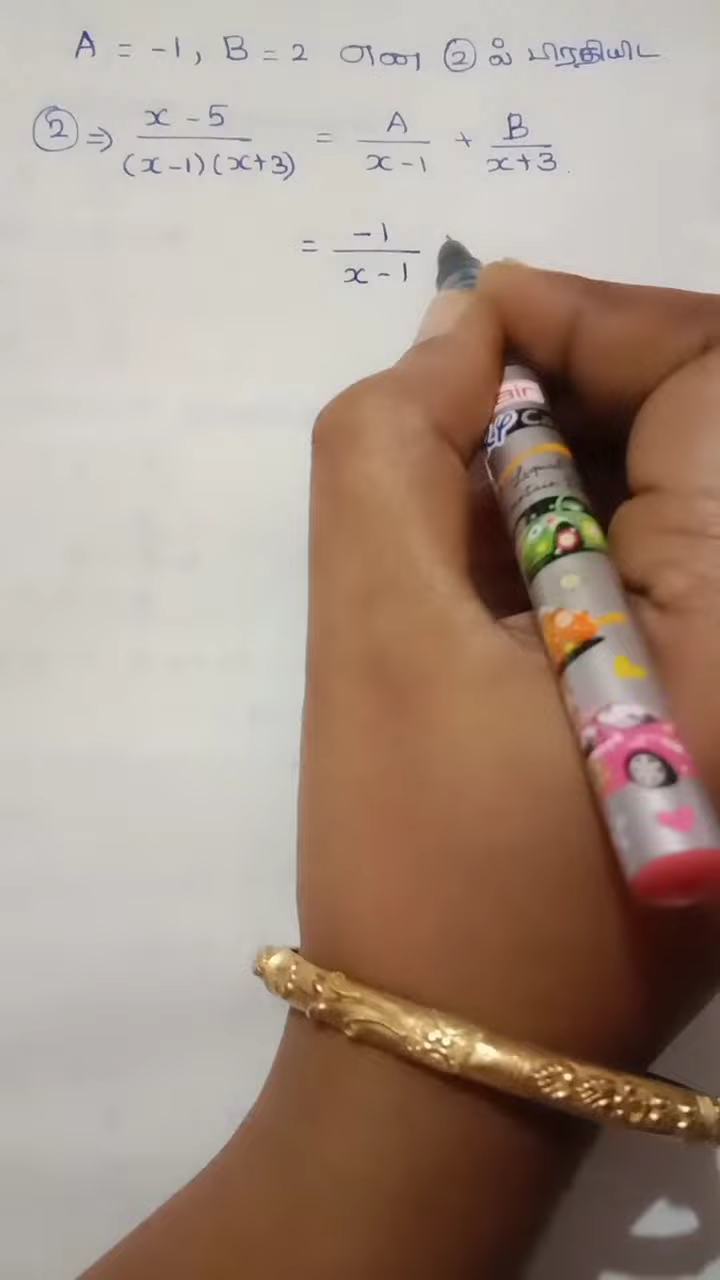 A = -1, B = 2 என ② ல் பிரதியிட
② ⇒ x - 5 / (x-1)(x+3) = A / x-1 + B / x+3
= -1 / x - 1